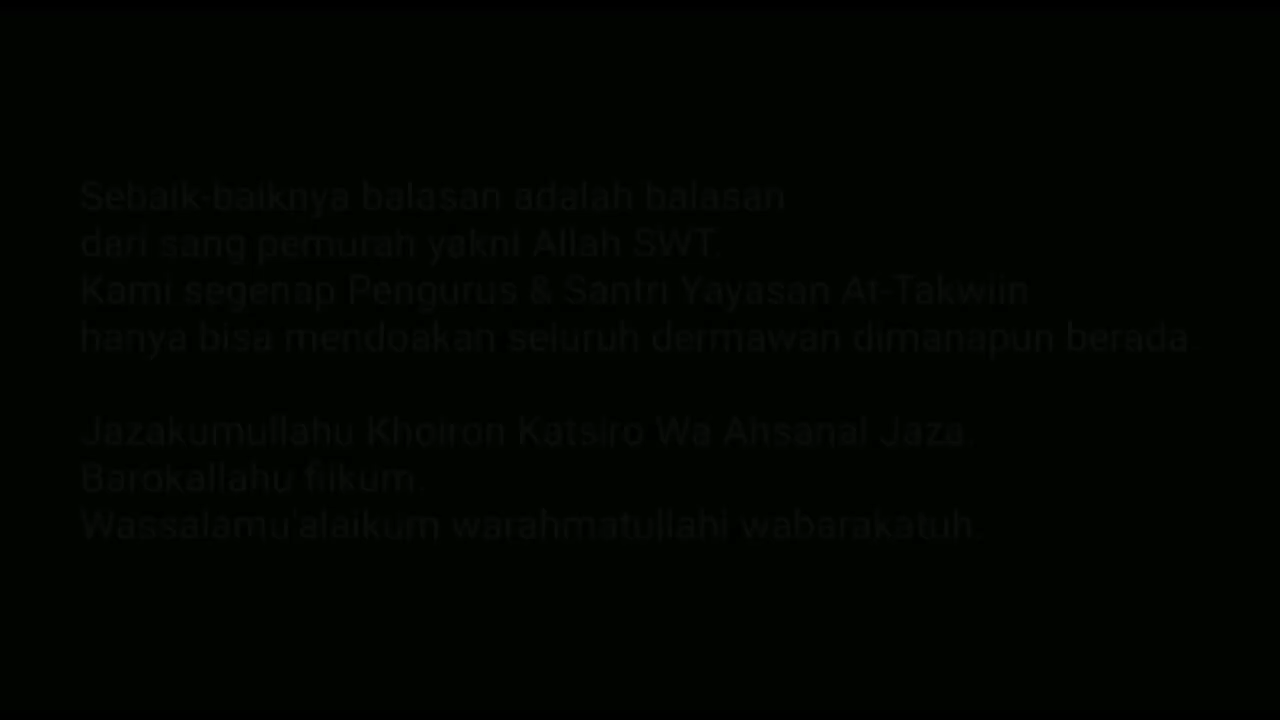 Sebaik-baiknya balasan adalah balasan
dari sang pemurah yakni Allah SWT.
Kami segenap Pengurus & Santri Yayasan At-Takwiin
hanya bisa mendoakan seluruh dermawan dimanapun berada.
Jazakumullahu Khoiron Katsiro Wa Ahsanal Jaza.
Barokallahu fiikum.
Wassalamu'alaikum warahmatullahi wabarakatuh.